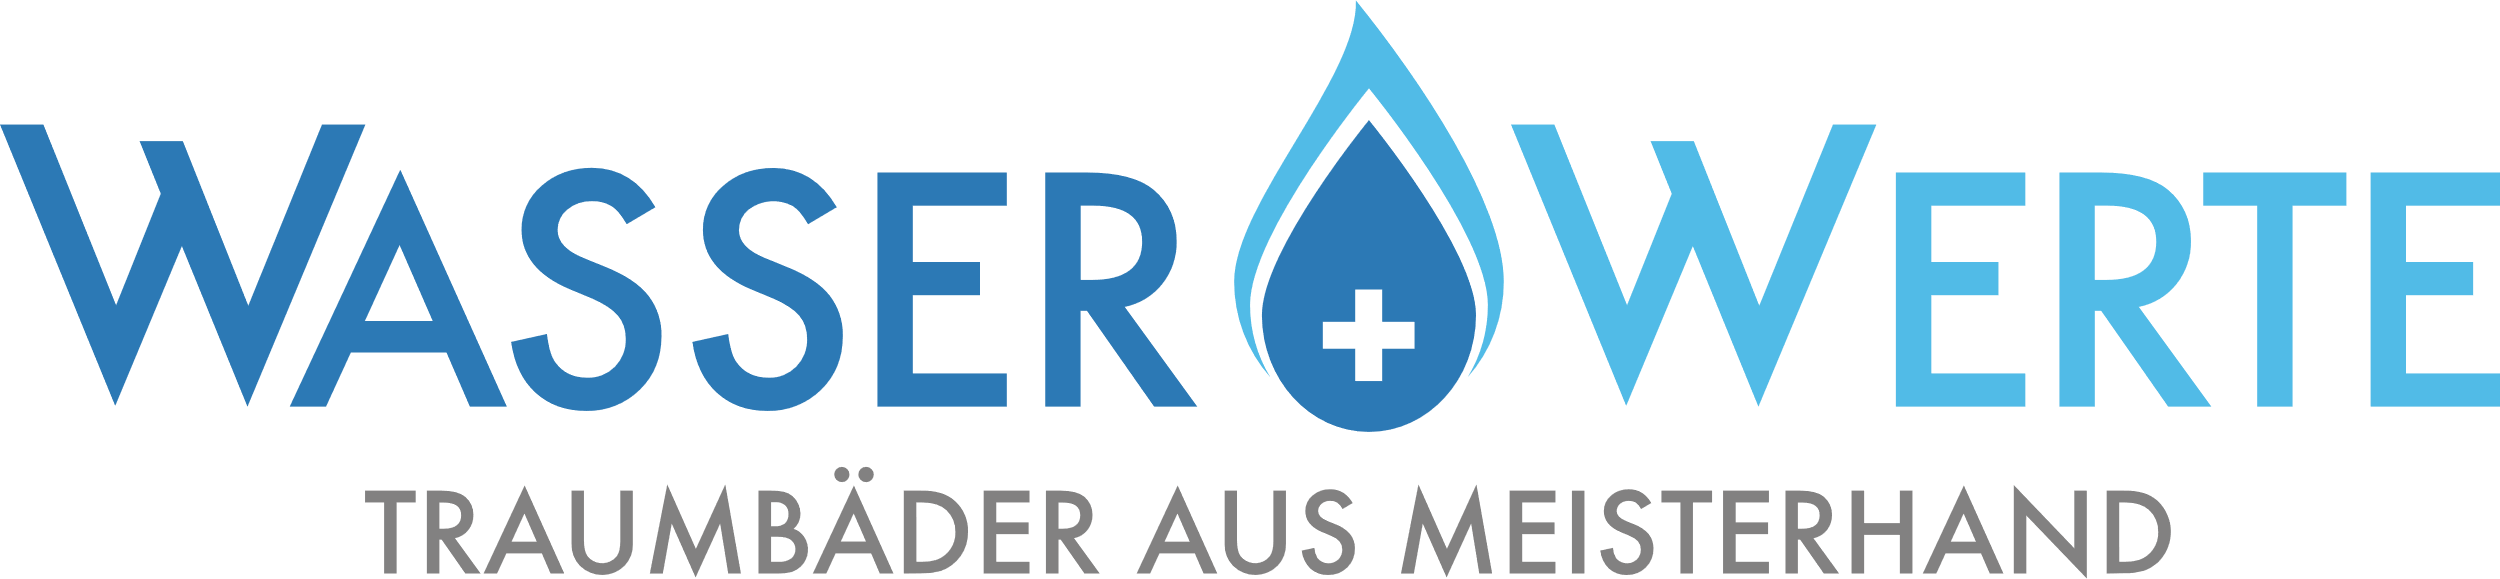 WASSER WERTE
TRAUMBÄDER AUS MEISTERHAND